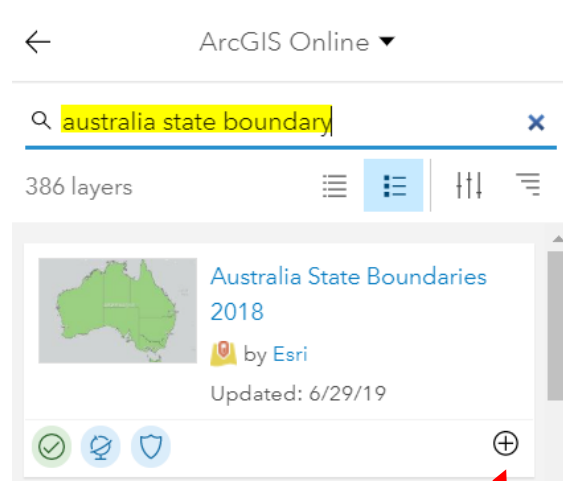 ArcGIS Online
australia state boundary
386 layers
Australia State Boundaries
2018
by Esri
Updated: 6/29/19